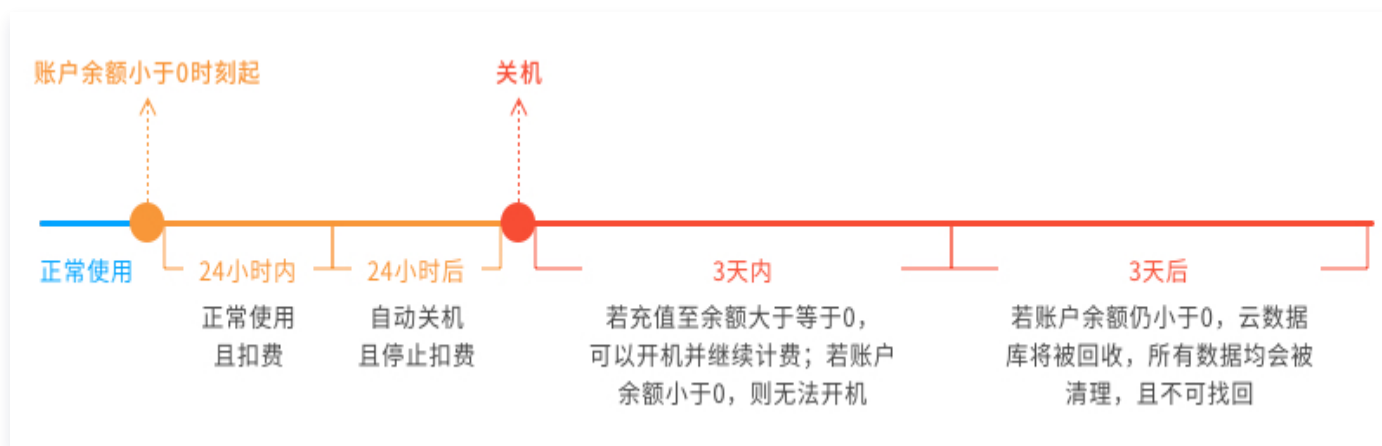 账户余额小于0时刻起
关机
正常使用
24小时内
24小时后
3天内
3天后
正常使用
且扣费
自动关机
且停止扣费
若充值至余额大于等于0，
可以开机并继续计费；若账户
余额小于0，则无法开机
若账户余额仍小于0，云数据
库将被回收，所有数据均会被
清理，且不可找回